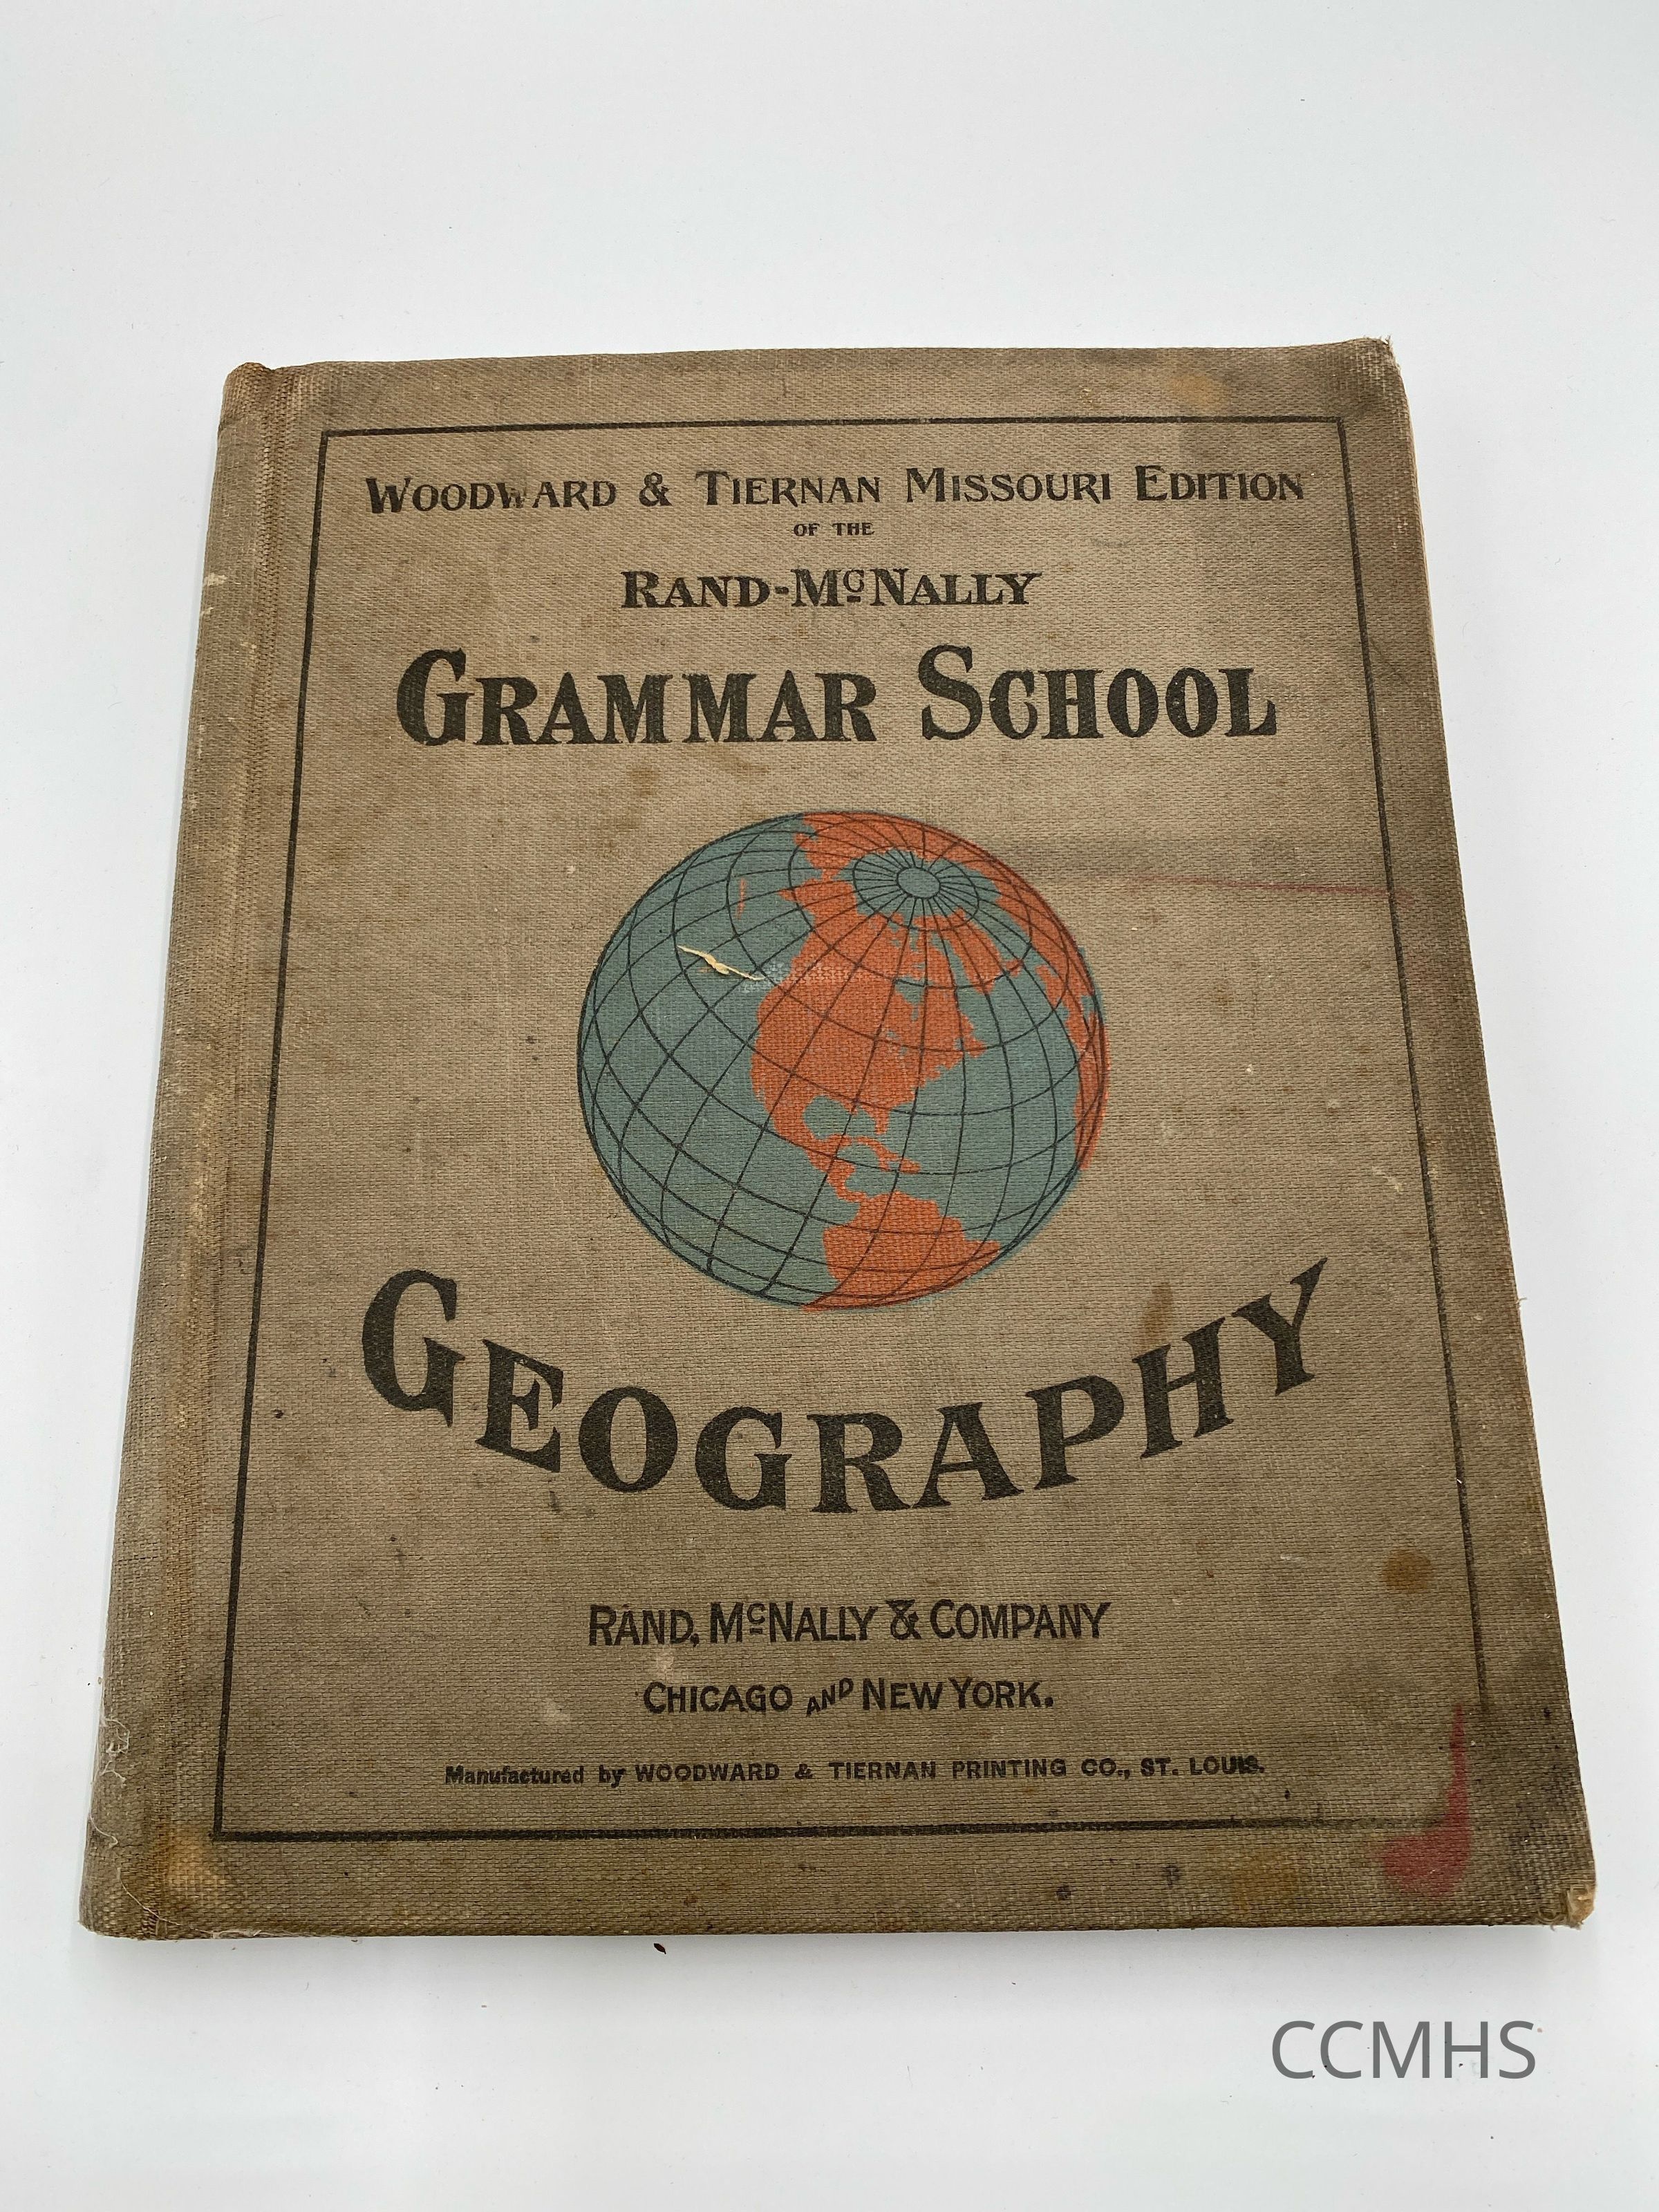 WOODWARD & TIERNAN MISSOURI EDITION
OF THE
RAND-McNALLY
GRAMMAR SCHOOL
GEOGRAPHY
RAND, McNALLY & COMPANY
CHICAGO AND NEW YORK.
Manufactured by WOODWARD & TIERNAN PRINTING CO., ST. LOUIS.
CCMHS